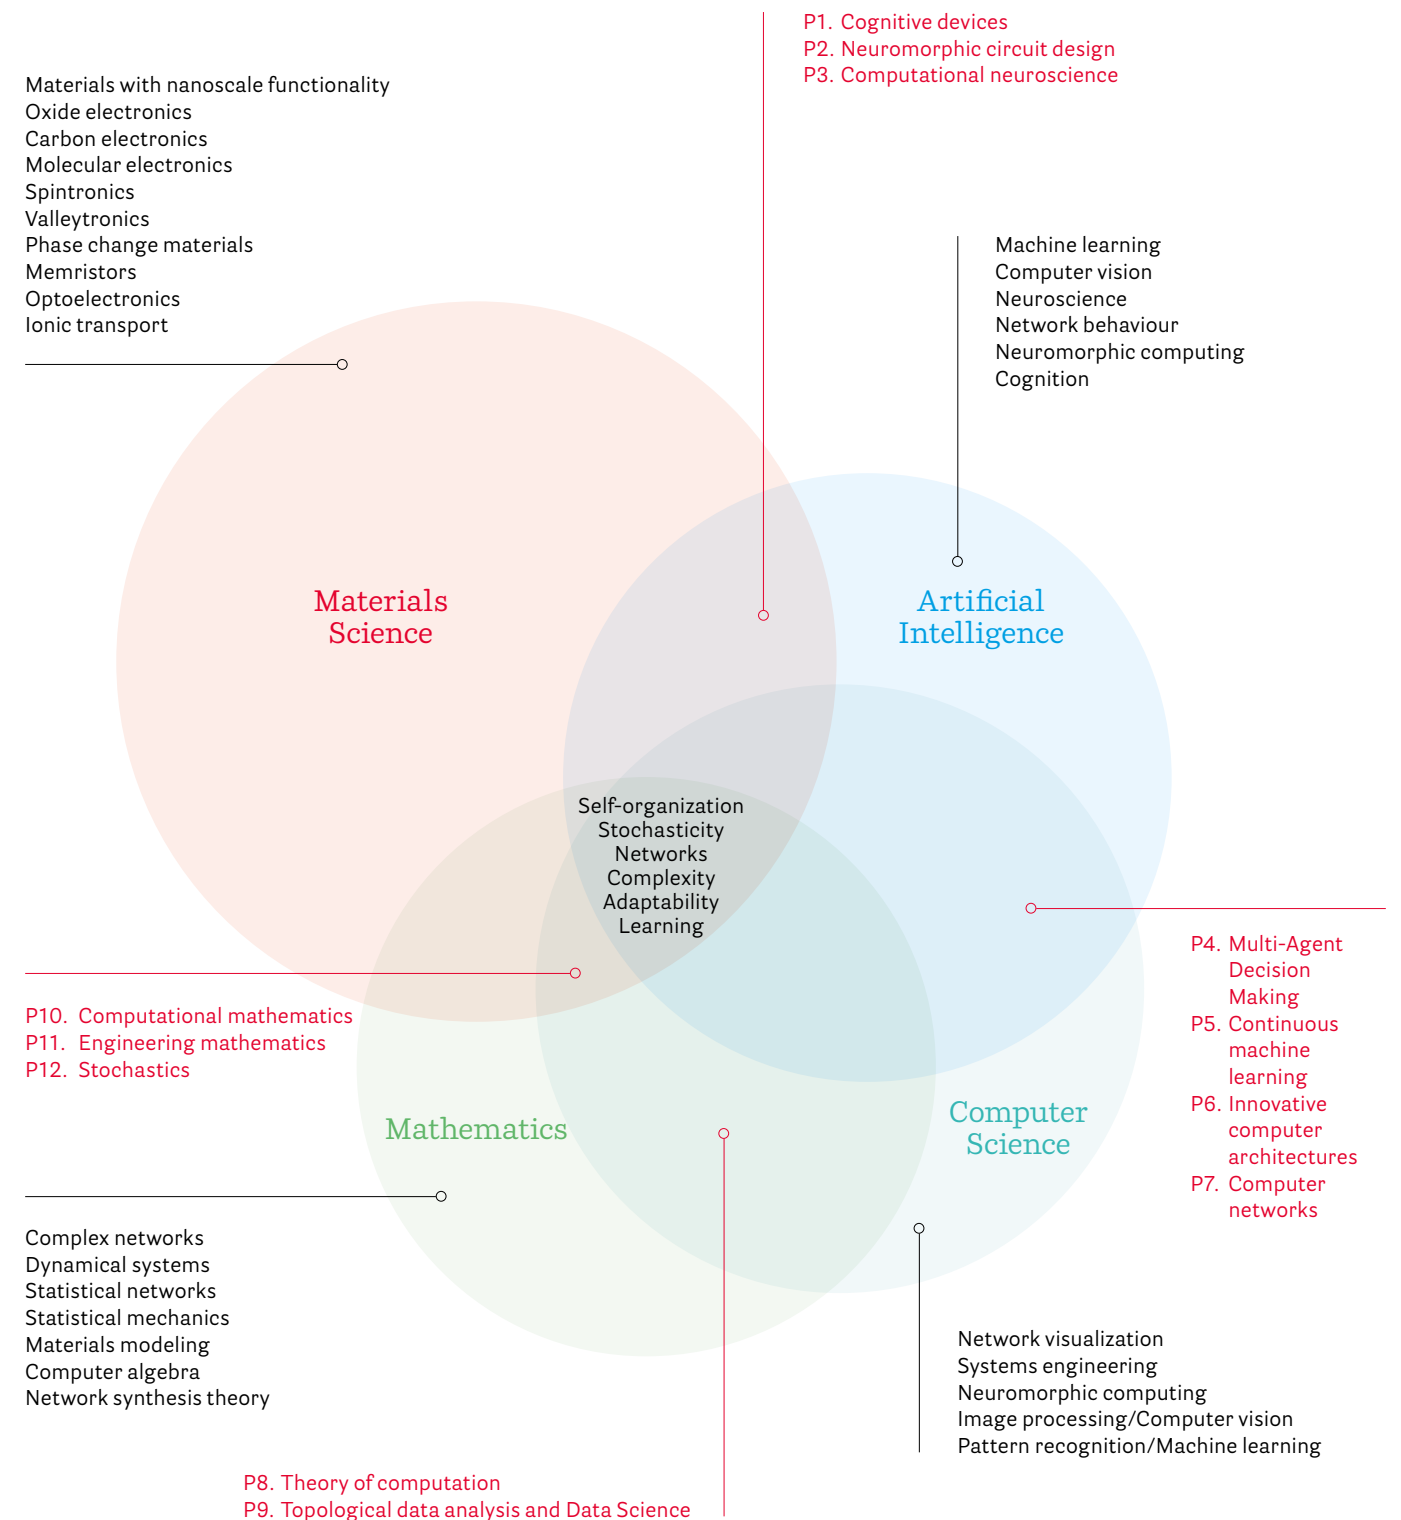 P1. Cognitive devices
P2. Neuromorphic circuit design
P3. Computational neuroscience
Materials with nanoscale functionality
Oxide electronics
Carbon electronics
Molecular electronics
Spintronics
Valleytronics
Phase change materials
Memristors
Optoelectronics
Ionic transport
Machine learning
Computer vision
Neuroscience
Network behaviour
Neuromorphic computing
Cognition
Materials
Science
Artificial
Intelligence
Self-organization
Stochasticity
Networks
Complexity
Adaptability
Learning
P4. Multi-Agent
Decision
Making
P5. Continuous
machine
learning
P6. Innovative
computer
architectures
P7. Computer
networks
P10. Computational mathematics
P11. Engineering mathematics
P12. Stochastics
Mathematics
Computer
Science
Complex networks
Dynamical systems
Statistical networks
Statistical mechanics
Materials modeling
Computer algebra
Network synthesis theory
Network visualization
Systems engineering
Neuromorphic computing
Image processing/Computer vision
Pattern recognition/Machine learning
P8. Theory of computation
P9. Topological data analysis and Data Science